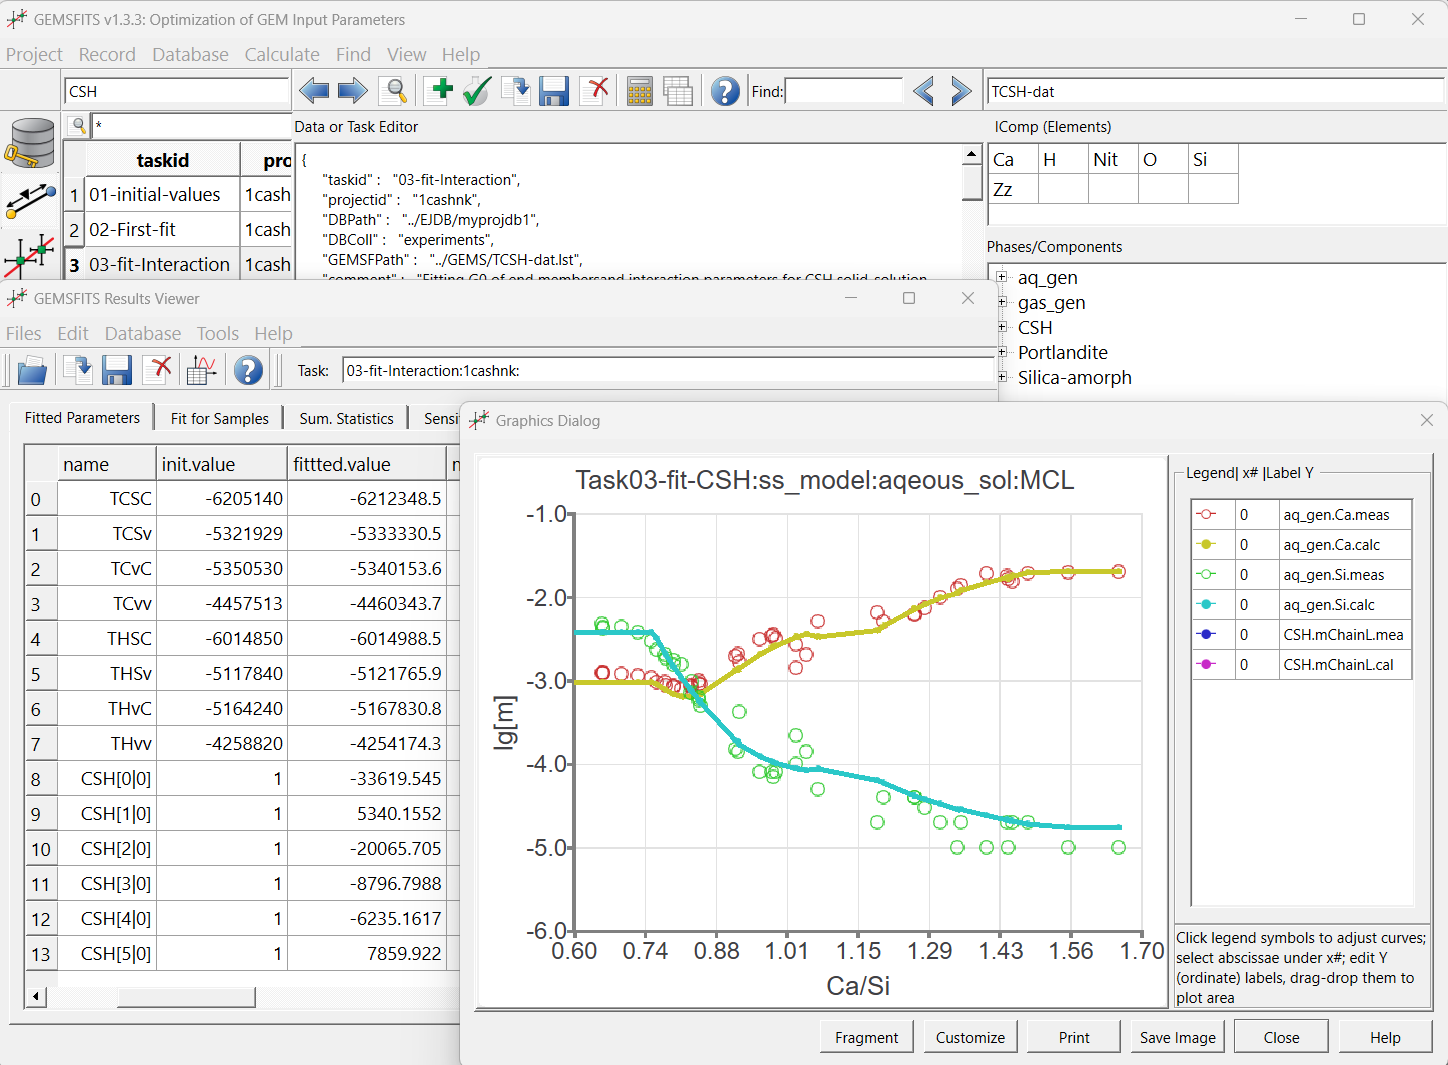 GEMSFITS v1.3.3: Optimization of GEM Input Parameters
Project Record Database Calculate Find View Help
CSH
Find:
TCSH-dat
*
taskid pro
1 01-initial-values 1cash
2 02-First-fit 1cash
3 03-fit-Interaction 1cash
Data or Task Editor
{
"taskid" : "03-fit-Interaction",
"projectid" : "1cashnk",
"DBPath" : "../EJDB/myprojdb1",
"DBColl" : "experiments",
"GEMSFPath" : "../GEMS/TCSH-dat.lst",
"comment" : "Fitting G0 of end membersand interaction parameters for CSH solid solution
IComp (Elements)
Ca H Nit O Si
Zz
Phases/Components
aq_gen
gas_gen
CSH
Portlandite
Silica-amorph
GEMSFITS Results Viewer
Files Edit Database Tools Help
Task: 03-fit-Interaction:1cashnk:
Fitted Parameters Fit for Samples Sum. Statistics Sensi
name init.value fittted.value
0 TCSC -6205140 -6212348.5
1 TCSv -5321929 -5333330.5
2 TCvC -5350530 -5340153.6
3 TCvv -4457513 -4460343.7
4 THSC -6014850 -6014988.5
5 THSv -5117840 -5121765.9
6 THvC -5164240 -5167830.8
7 THvv -4258820 -4254174.3
8 CSH[0|0] 1 -33619.545
9 CSH[1|0] 1 5340.1552
10 CSH[2|0] 1 -20065.705
11 CSH[3|0] 1 -8796.7988
12 CSH[4|0] 1 -6235.1617
13 CSH[5|0] 1 7859.922
Graphics Dialog
Task03-fit-CSH:ss_model:aqeous_sol:MCL
-1.0
-2.0
-3.0
-4.0
-5.0
-6.0
lg[m]
0.60 0.74 0.88 1.01 1.15 1.29 1.43 1.56 1.70
Ca/Si
Legend| x# |Label Y
0 aq_gen.Ca.meas
0 aq_gen.Ca.calc
0 aq_gen.Si.meas
0 aq_gen.Si.calc
0 CSH.mChainL.mea
0 CSH.mChainL.cal
Click legend symbols to adjust curves;
select abscissae under x#; edit Y
(ordinate) labels, drag-drop them to
plot area
Fragment Customize Print Save Image Close Help